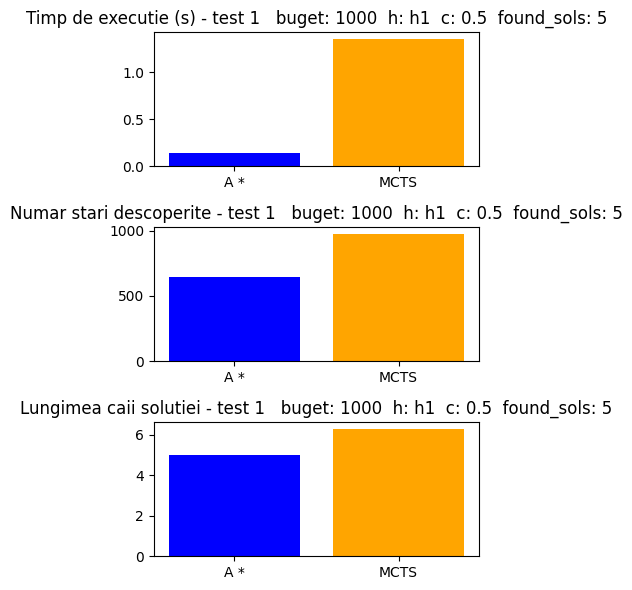 Timp de executie (s) - test 1   buget: 1000  h: h1  c: 0.5  found_sols: 5
1.0
0.5
0.0
A *
MCTS
Numar stari descoperite - test 1   buget: 1000  h: h1  c: 0.5  found_sols: 5
1000
500
0
A *
MCTS
Lungimea caii solutiei - test 1   buget: 1000  h: h1  c: 0.5  found_sols: 5
6
4
2
0
A *
MCTS